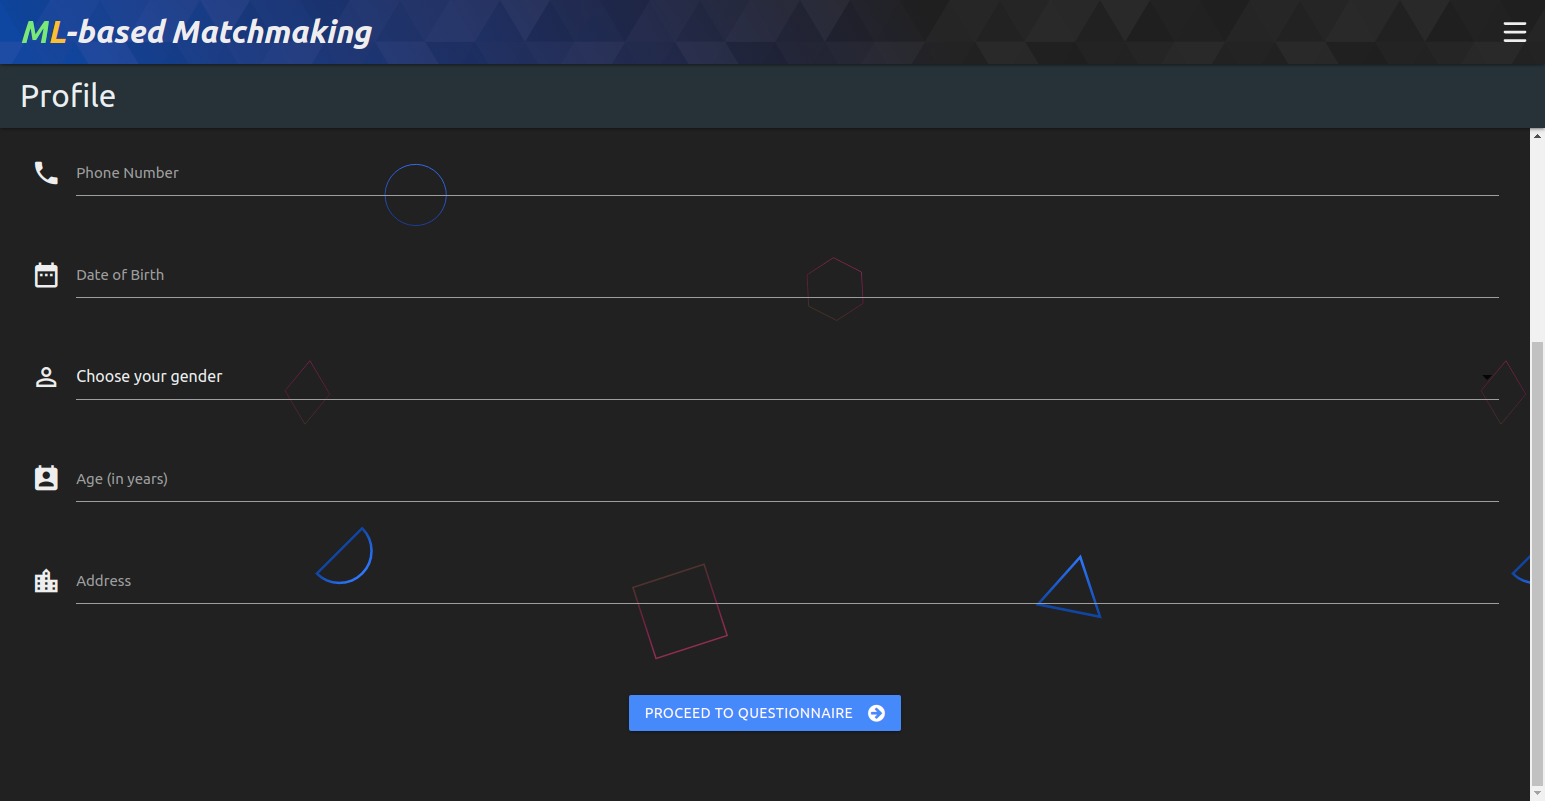 ML-based Matchmaking
Profile
Phone Number
Date of Birth
Choose your gender
Age (in years)
Address
PROCEED TO QUESTIONNAIRE